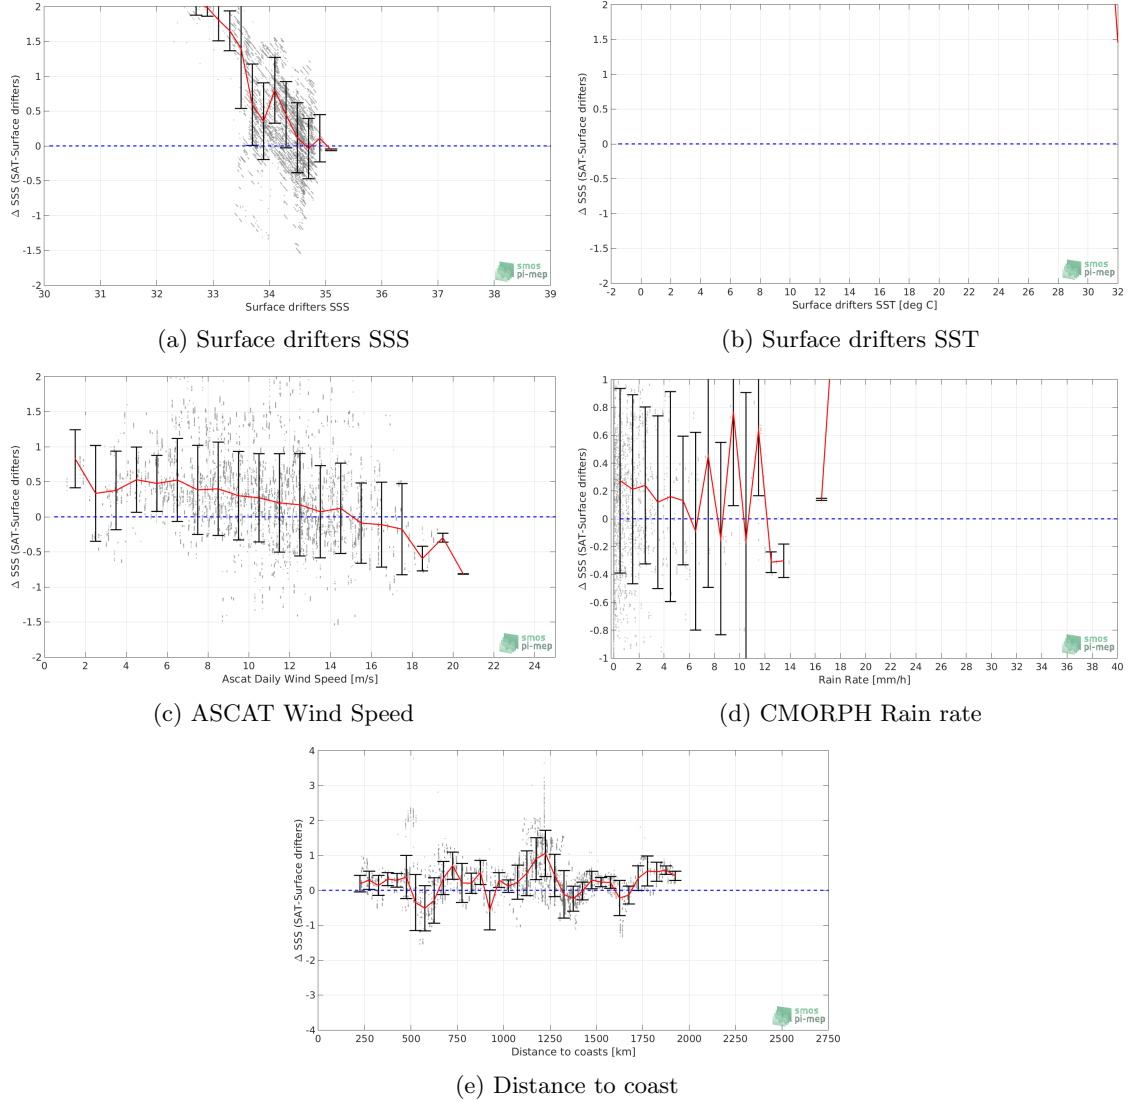 2
1.5
1
0.5
0
-0.5
-1
-1.5
-2
Δ SSS (SAT-Surface drifters)
30 31 32 33 34 35 36 37 38 39
Surface drifters SSS
smos
pi-mep
(a) Surface drifters SSS
2
1.5
1
0.5
0
-0.5
-1
-1.5
-2
Δ SSS (SAT-Surface drifters)
-2 0 2 4 6 8 10 12 14 16 18 20 22 24 26 28 30 32
Surface drifters SST [deg C]
smos
pi-mep
(b) Surface drifters SST
2
1.5
1
0.5
0
-0.5
-1
-1.5
-2
Δ SSS (SAT-Surface drifters)
0 2 4 6 8 10 12 14 16 18 20 22 24
Ascat Daily Wind Speed [m/s]
smos
pi-mep
(c) ASCAT Wind Speed
1
0.8
0.6
0.4
0.2
0
-0.2
-0.4
-0.6
-0.8
-1
Δ SSS (SAT-Surface drifters)
0 2 4 6 8 10 12 14 16 18 20 22 24 26 28 30 32 34 36 38 40
Rain Rate [mm/h]
smos
pi-mep
(d) CMORPH Rain rate
4
3
2
1
0
-1
-2
-3
-4
Δ SSS (SAT-Surface drifters)
0 250 500 750 1000 1250 1500 1750 2000 2250 2500 2750
Distance to coasts [km]
smos
pi-mep
(e) Distance to coast